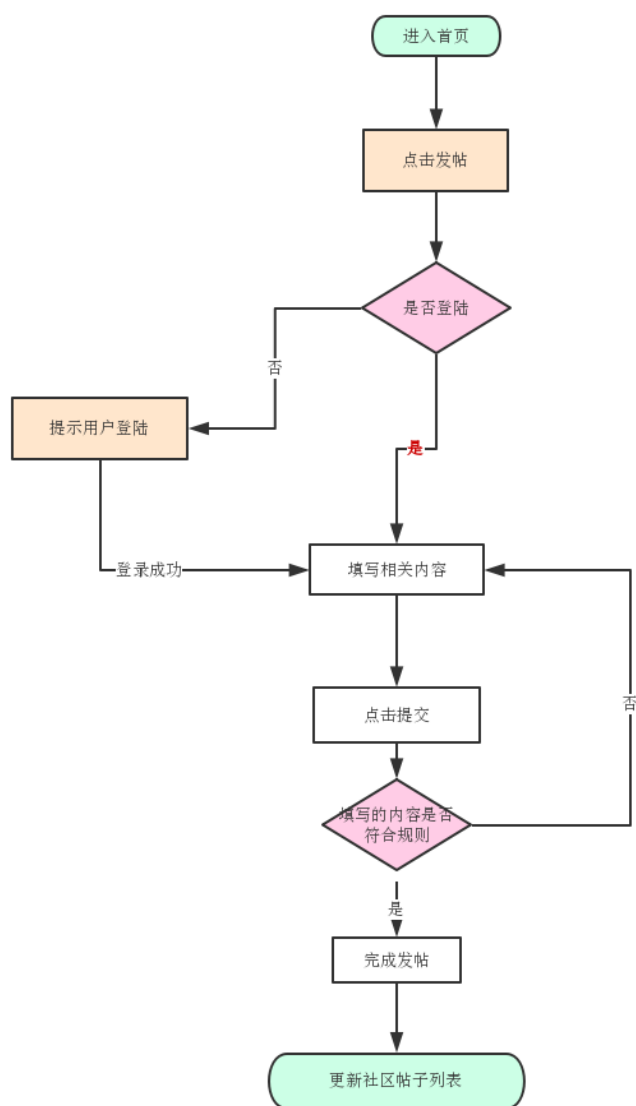 进入首页
点击发帖
是否登陆
否
提示用户登陆
是
登录成功
填写相关内容
否
点击提交
填写的内容是否
符合规则
是
完成发帖
更新社区帖子列表